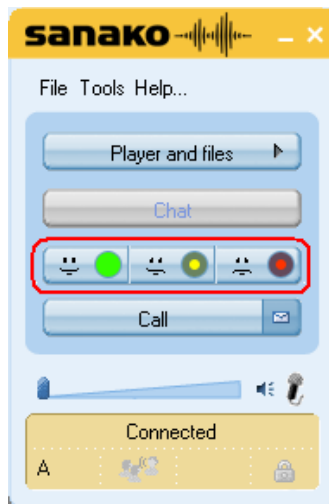 sanako
File Tools Help...
Player and files
Chat
Call
Connected
A